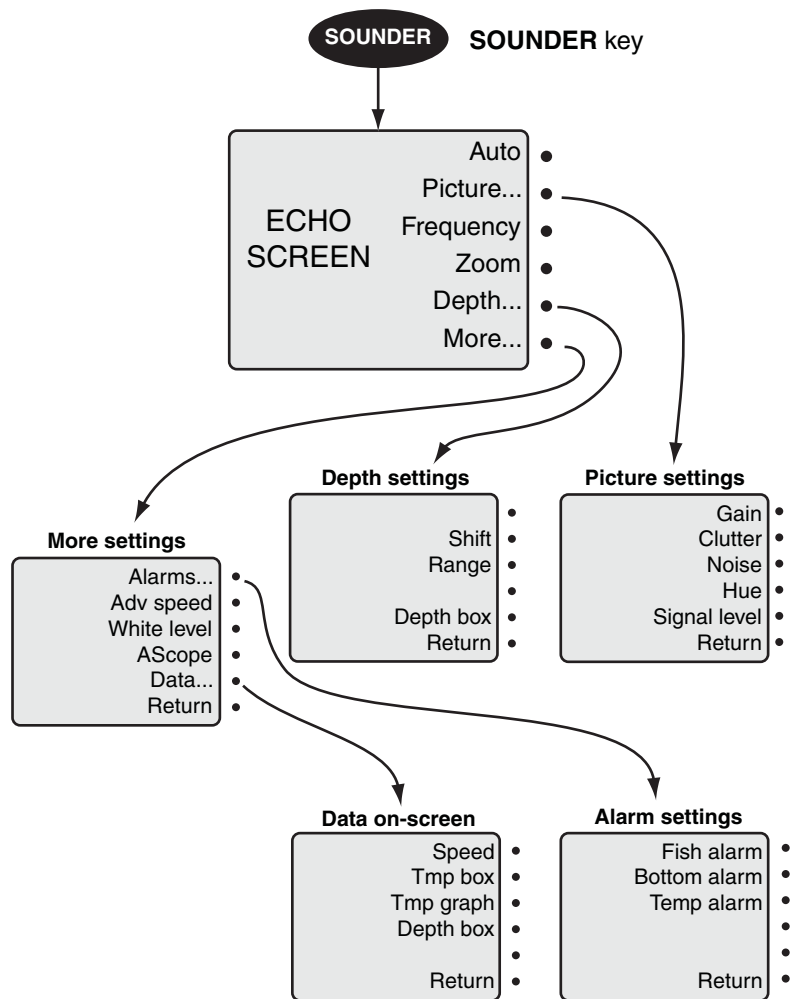 SOUNDER SOUNDER key
ECHO
SCREEN
Auto
Picture...
Frequency
Zoom
Depth...
More...
Depth settings
Shift
Range
Depth box
Return
Picture settings
Gain
Clutter
Noise
Hue
Signal level
Return
More settings
Alarms...
Adv speed
White level
AScope
Data...
Return
Data on-screen
Speed
Tmp box
Tmp graph
Depth box
Return
Alarm settings
Fish alarm
Bottom alarm
Temp alarm
Return